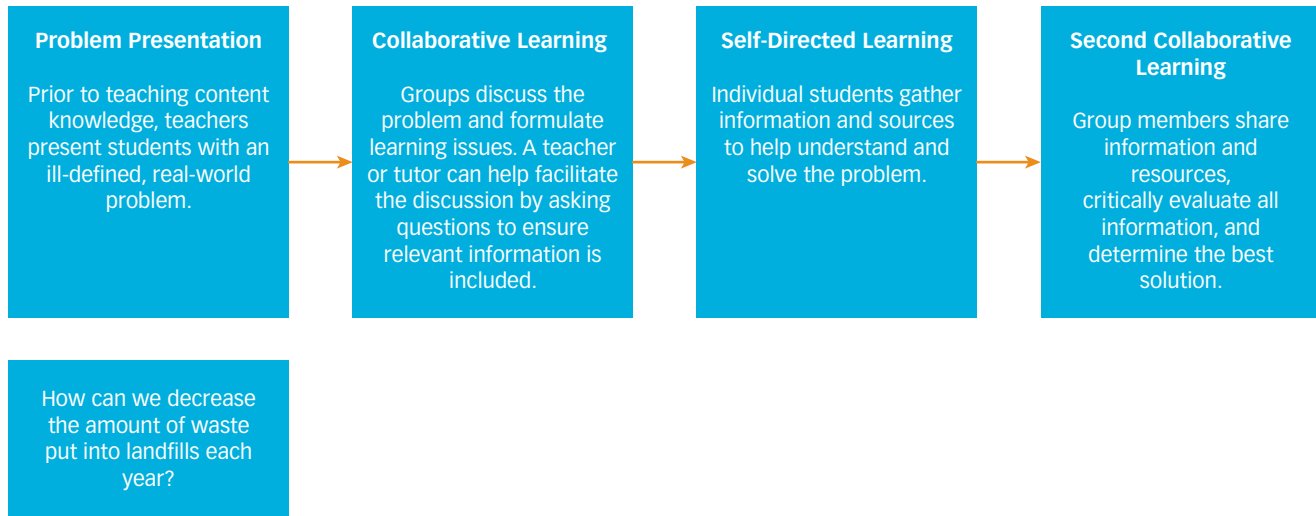 Problem Presentation
Prior to teaching content
knowledge, teachers
present students with an
ill-defined, real-world
problem.
Collaborative Learning
Groups discuss the
problem and formulate
learning issues. A teacher
or tutor can help facilitate
the discussion by asking
questions to ensure
relevant information is
included.
Self-Directed Learning
Individual students gather
information and sources
to help understand and
solve the problem.
Second Collaborative
Learning
Group members share
information and
resources,
critically evaluate all
information, and
determine the best
solution.
How can we decrease
the amount of waste
put into landfills each
year?